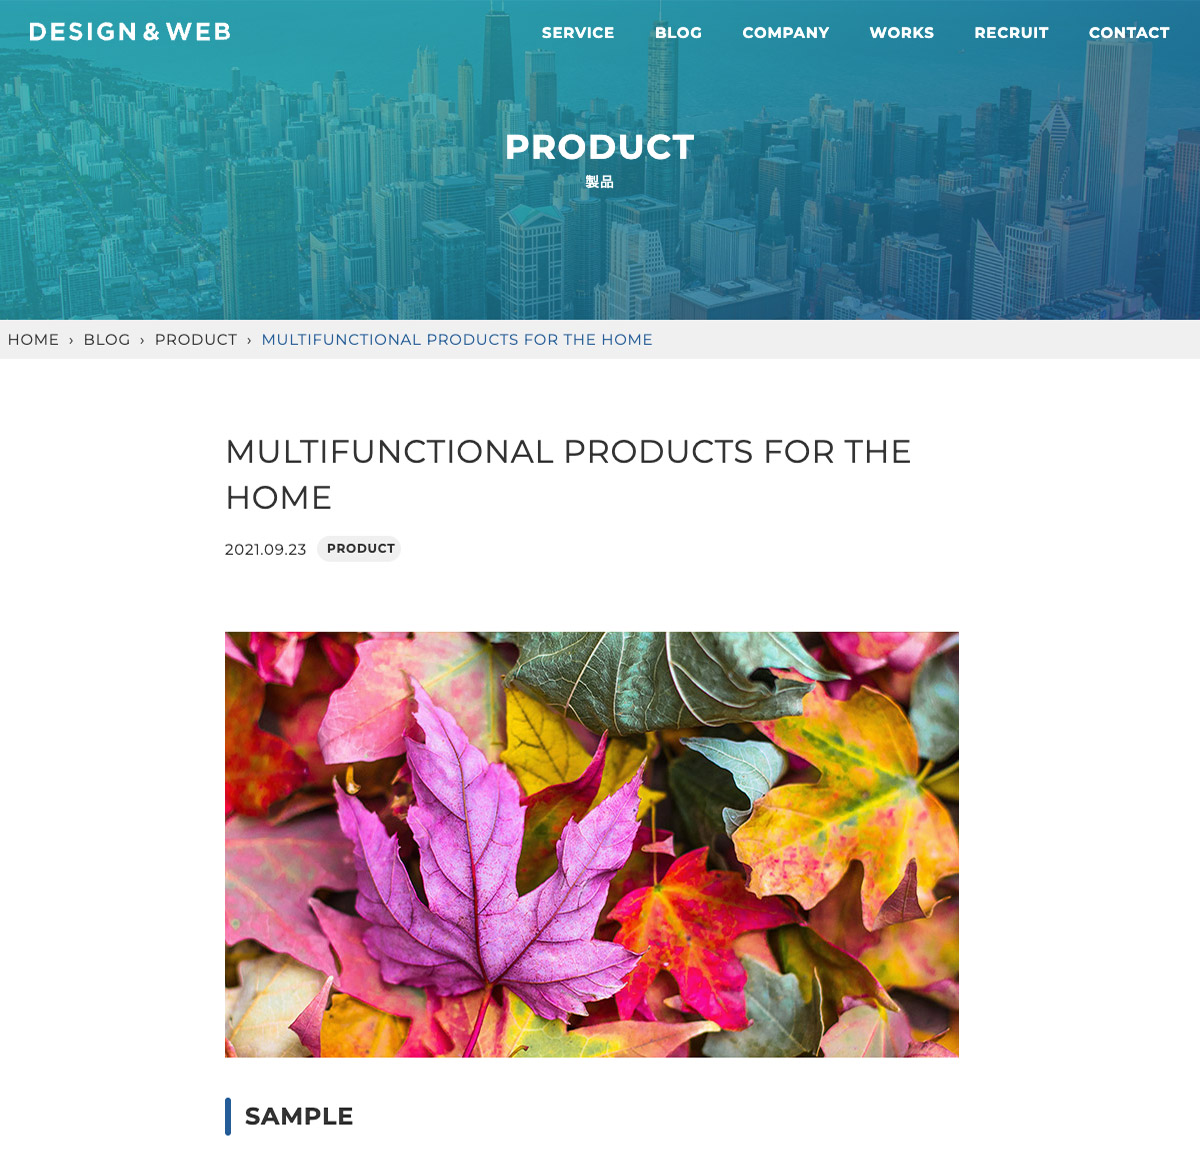 DESIGN & WEB
SERVICE BLOG COMPANY WORKS RECRUIT CONTACT
PRODUCT
製品
HOME › BLOG › PRODUCT › MULTIFUNCTIONAL PRODUCTS FOR THE HOME
MULTIFUNCTIONAL PRODUCTS FOR THE
HOME
2021.09.23 PRODUCT
SAMPLE